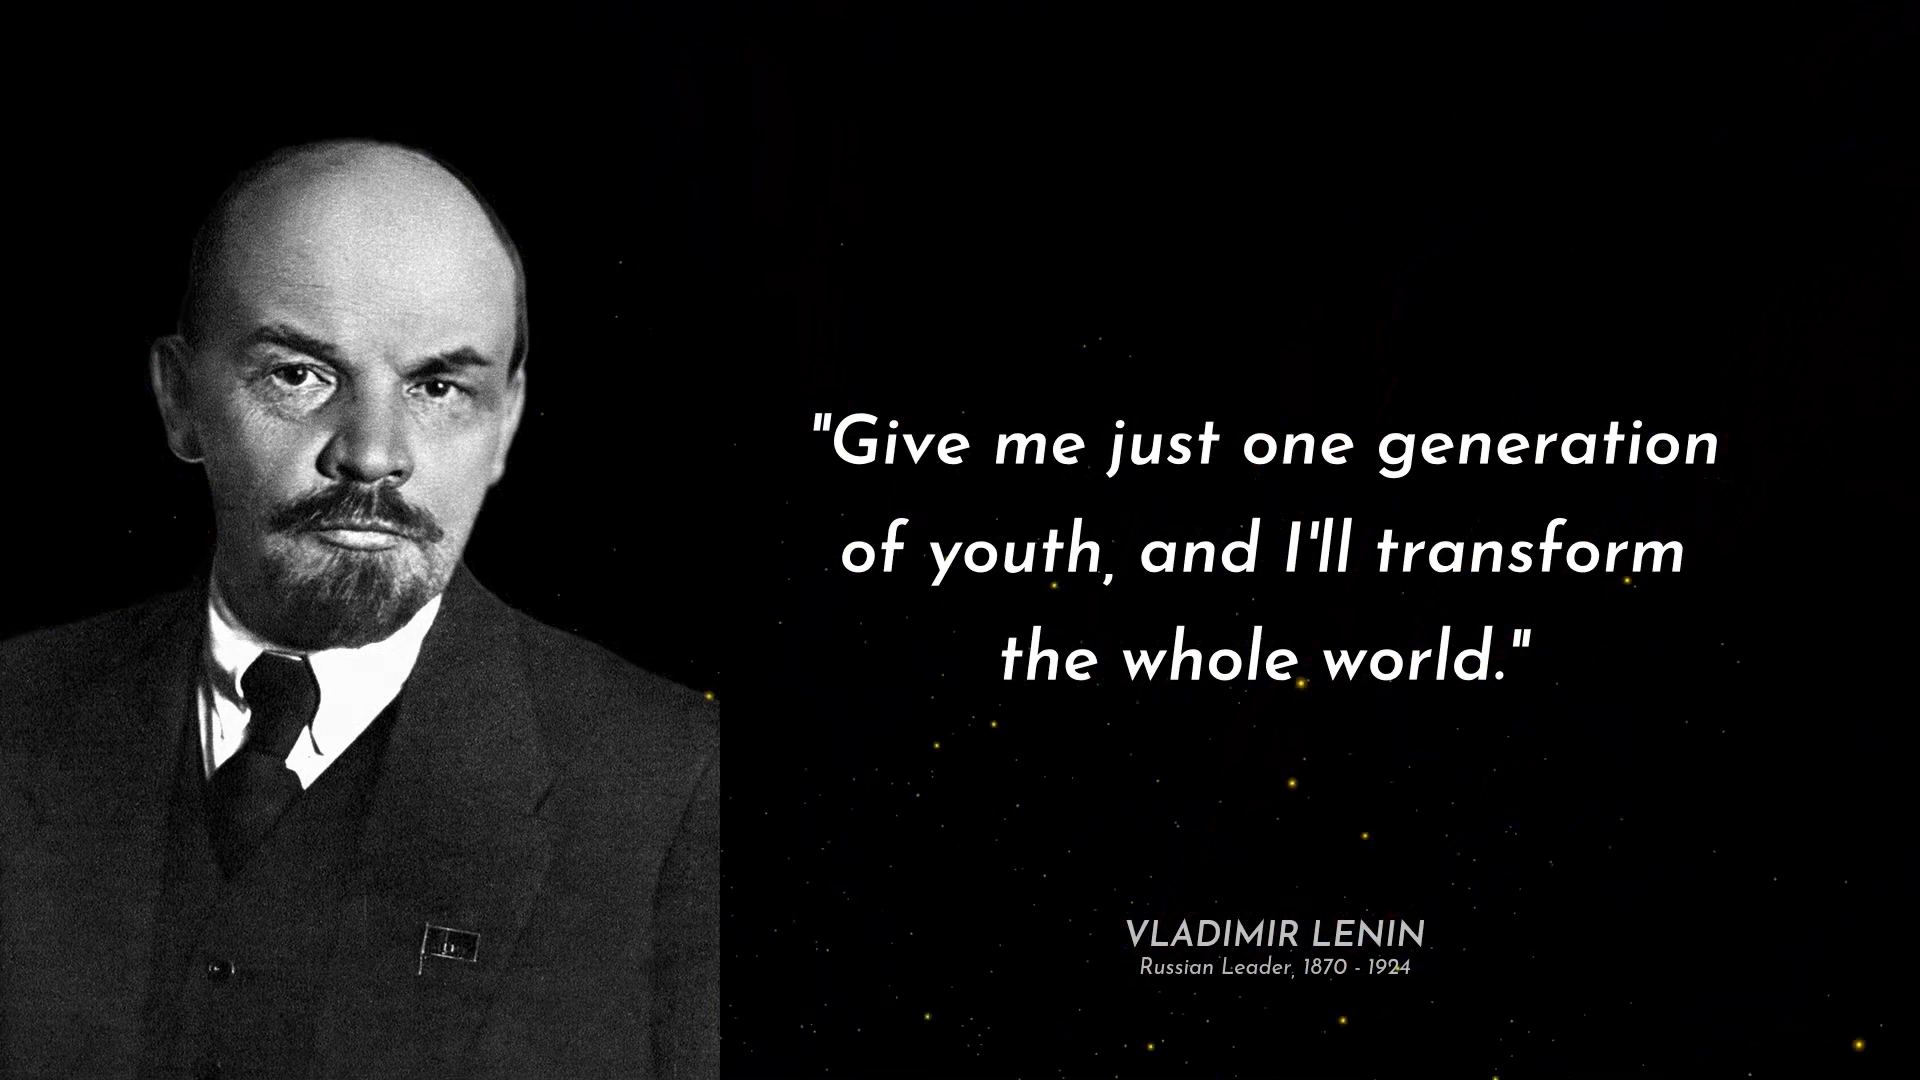 "Give me just one generation
of youth, and I'll transform
the whole world."
VLADIMIR LENIN
Russian Leader, 1870 - 1924